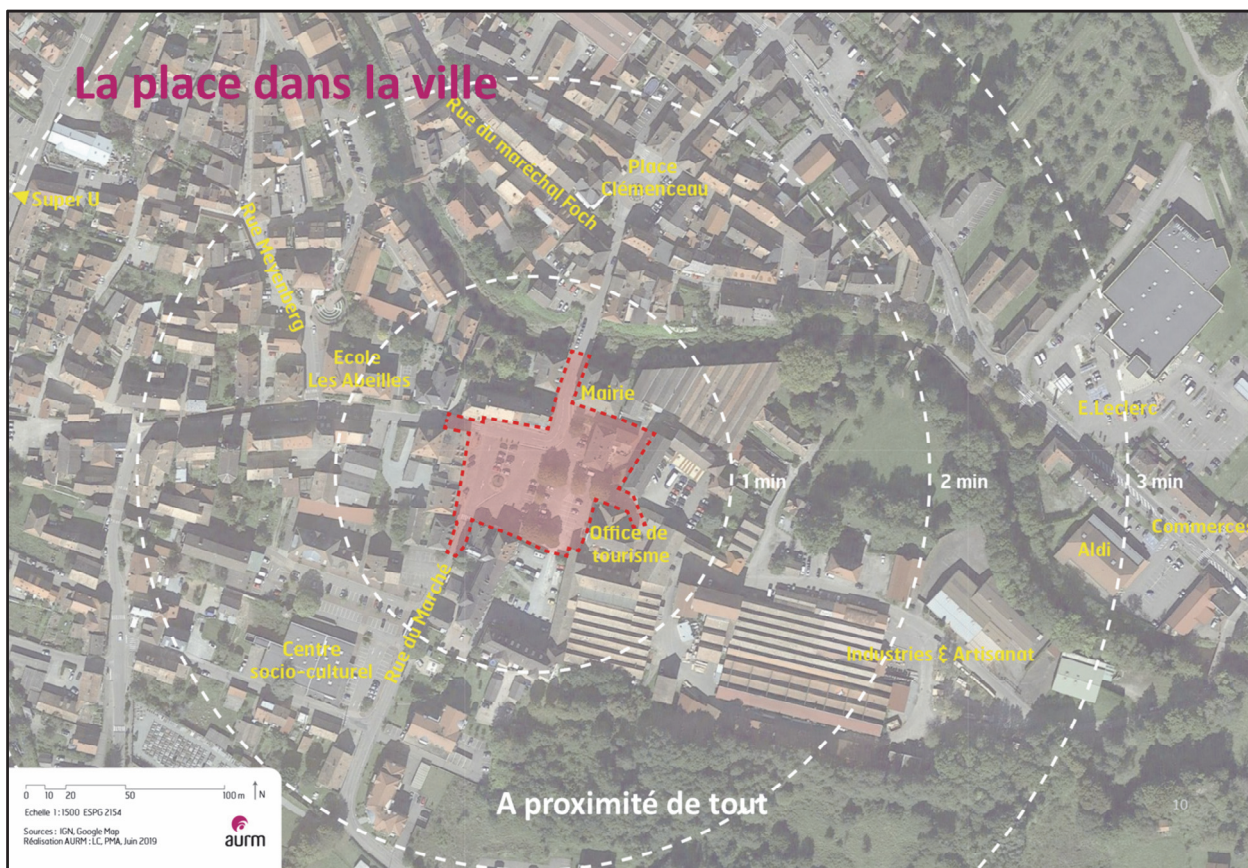 La place dans la ville
Rue du maréchal Foch
Place
Clémenceau
Super U
Rue Meyenberg
Ecole
Les Abeilles
Mairie
E.Leclerc
1 min
2 min
3 min
Commerces
Office de
tourisme
Aldi
Rue du Marché
Centre
socio-culturel
Industries & Artisanat
A proximité de tout
10
0 10 20 50 100 m N
Echelle 1:1500 ESPG 2154
Sources : IGN, Google Map
Réalisation AURM : LC, PMA, Juin 2019
aurm